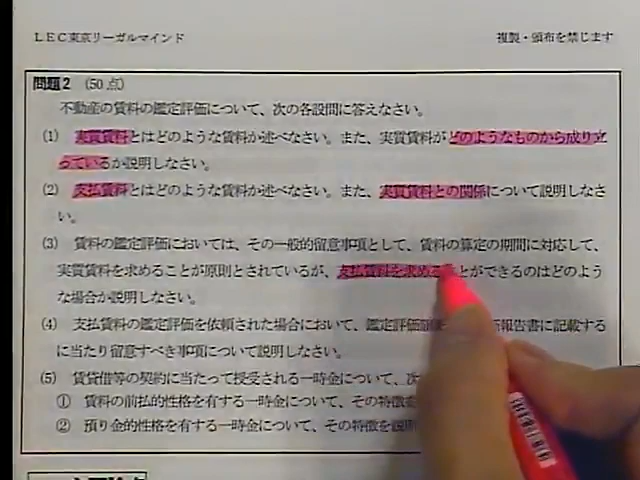 LEC東京リーガルマインド
複製・頒布を禁じます
問題2 (50点)
不動産の賃料の鑑定評価について、次の各設問に答えなさい。
(1) 実質賃料とはどのような賃料か述べなさい。また、実質賃料がどのようなものから成り立
っているか説明しなさい。
(2) 支払賃料とはどのような賃料か述べなさい。また、実質賃料との関係について説明しなさ
い。
(3) 賃料の鑑定評価においては、その一般的留意事項として、賃料の算定の期間に対応して、
実質賃料を求めることが原則とされているが、支払賃料を求めることができるのはどのよう
な場合か説明しなさい。
(4) 支払賃料の鑑定評価を依頼された場合において、鑑定評価 報告書に記載する
に当たり留意すべき事項について説明しなさい。
(5) 賃貸借等の契約に当たって授受される一時金について、次
① 賃料の前払的性格を有する一時金について、その特徴
② 預り金的性格を有する一時金について、その特徴を説明